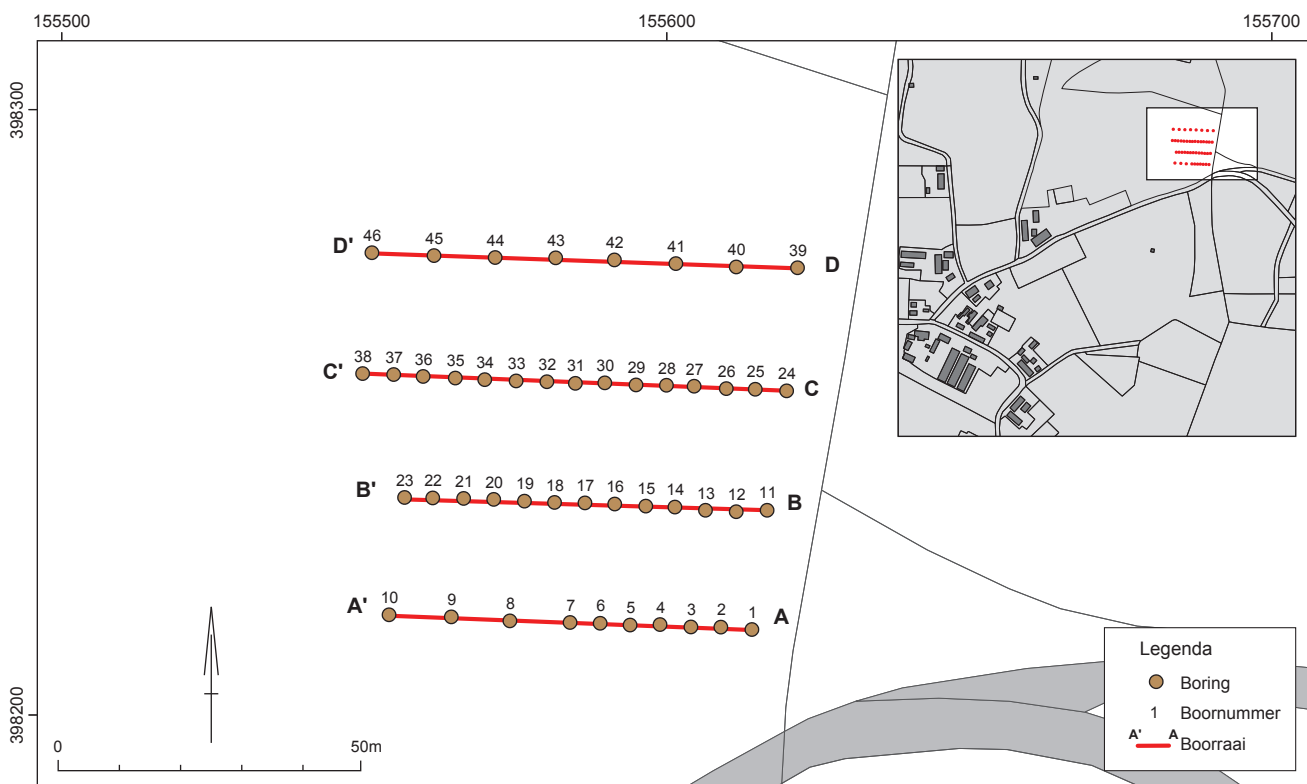 155500 155600 155700
398300
46 45 44 43 42 41 40 39
D' D
38 37 36 35 34 33 32 31 30 29 28 27 26 25 24
C' C
23 22 21 20 19 18 17 16 15 14 13 12 11
B' B
10 9 8 7 6 5 4 3 2 1
A' A
398200
0 50m
Legenda
Boring
1 Boornummer
A' A Boorraai